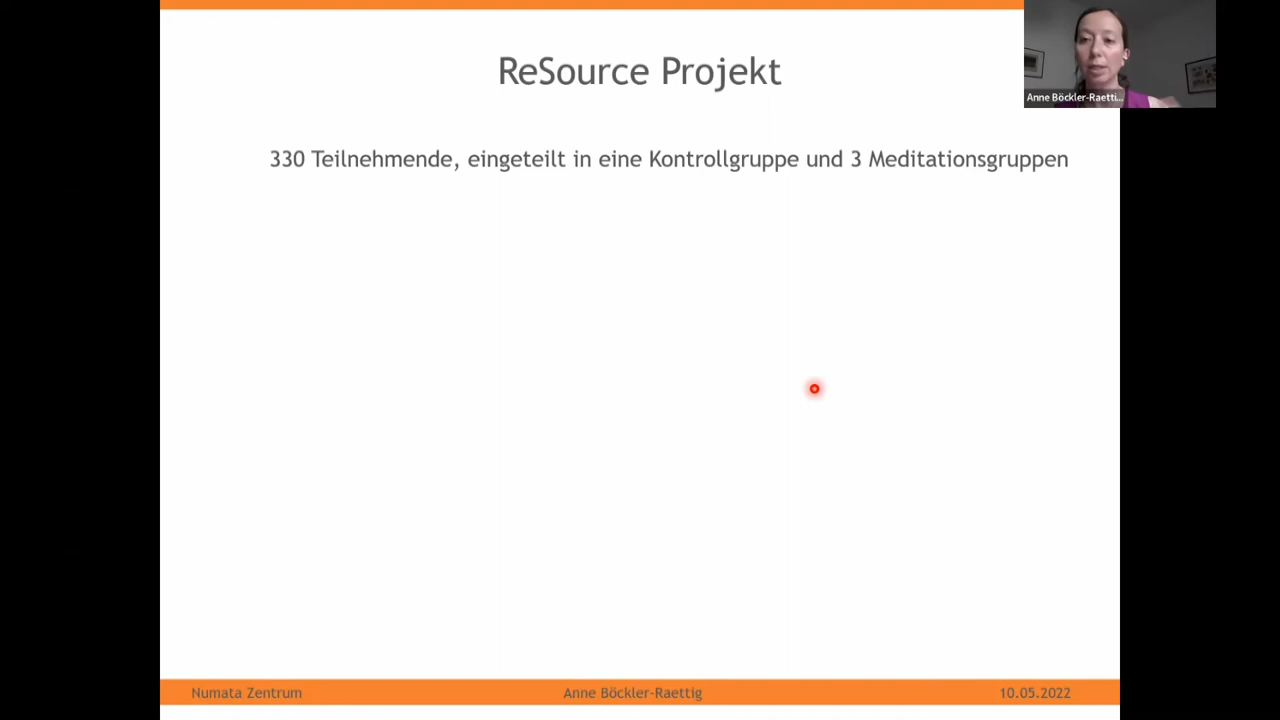 ReSource Projekt
Anne Böckler-Raetti...
330 Teilnehmende, eingeteilt in eine Kontrollgruppe und 3 Meditationsgruppen
Numata Zentrum
Anne Böckler-Raettig
10.05.2022